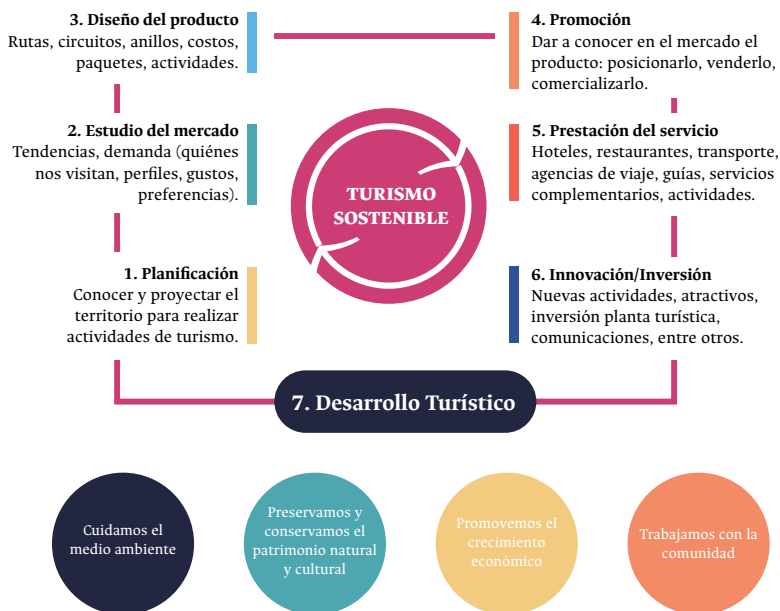 3. Diseño del producto
Rutas, circuitos, anillos, costos,
paquetes, actividades.
4. Promoción
Dar a conocer en el mercado el
producto: posicionarlo, venderlo,
comercializarlo.
2. Estudio del mercado
Tendencias, demanda (quiénes
nos visitan, perfiles, gustos,
preferencias).
TURISMO
SOSTENIBLE
5. Prestación del servicio
Hoteles, restaurantes, transporte,
agencias de viaje, guías, servicios
complementarios, actividades.
1. Planificación
Conocer y proyectar el
territorio para realizar
actividades de turismo.
6. Innovación/Inversión
Nuevas actividades, atractivos,
inversión planta turística,
comunicaciones, entre otros.
7. Desarrollo Turístico
Cuidamos el
medio ambiente
Preservamos y
conservamos el
patrimonio natural
y cultural
Promovemos el
crecimiento
económico
Trabajamos con la
comunidad